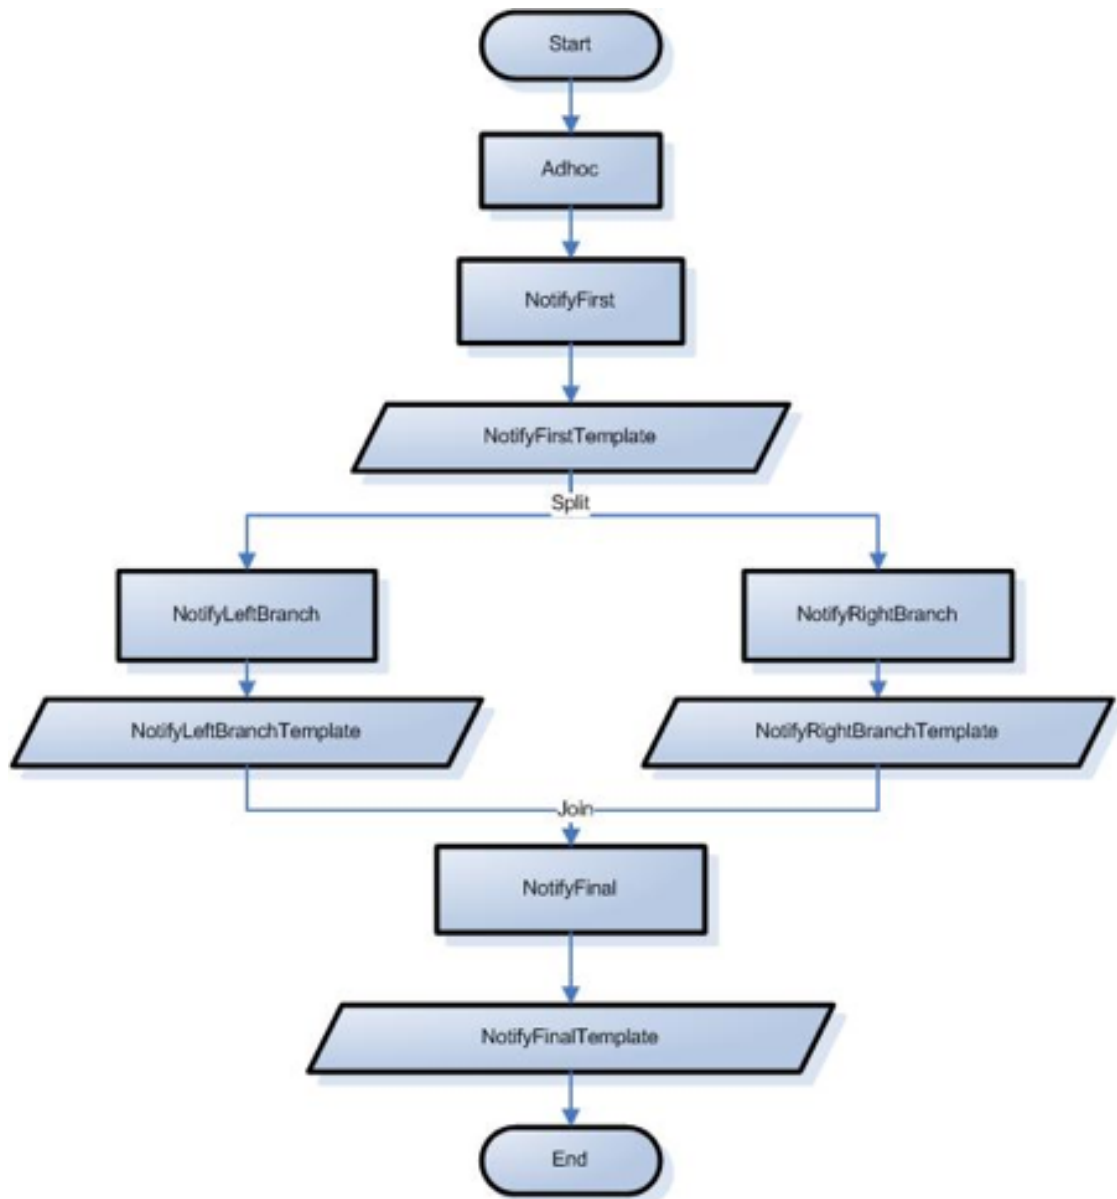 Start
Adhoc
NotifyFirst
NotifyFirstTemplate
Split
NotifyLeftBranch
NotifyRightBranch
NotifyLeftBranchTemplate
NotifyRightBranchTemplate
Join
NotifyFinal
NotifyFinalTemplate
End